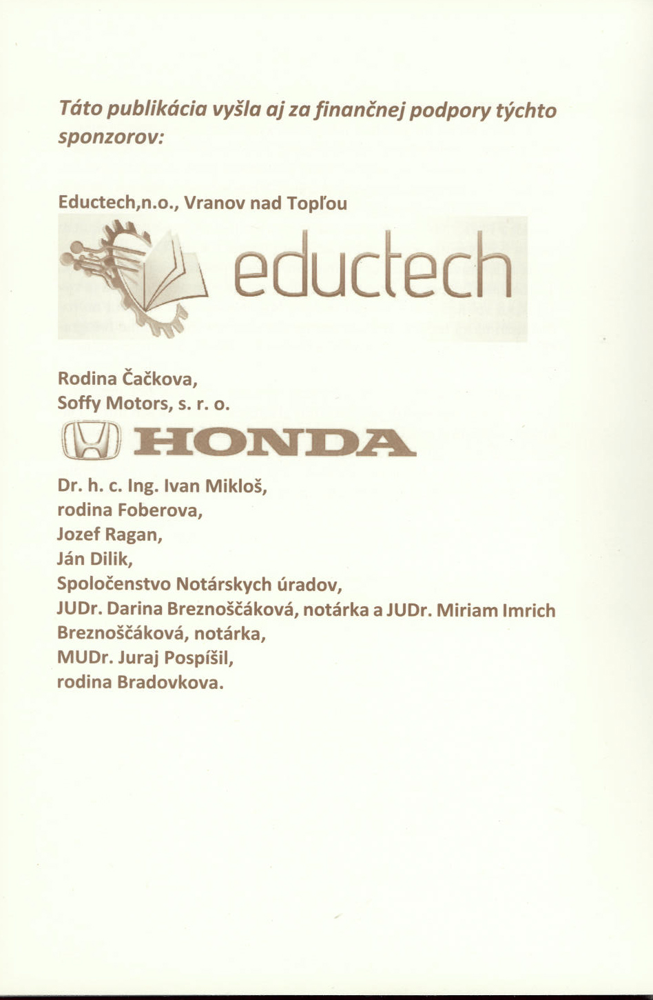 Táto publikácia vyšla aj za finančnej podpory týchto
sponzorov:
Eductech,n.o., Vranov nad Topľou
eductech
Rodina Čačkova,
Soffy Motors, s. r. o.
HONDA
Dr. h. c. Ing. Ivan Mikloš,
rodina Foberova,
Jozef Ragan,
Ján Dilik,
Spoločenstvo Notárskych úradov,
JUDr. Darina Breznoščáková, notárka a JUDr. Miriam Imrich
Breznoščáková, notárka,
MUDr. Juraj Pospíšil,
rodina Bradovkova.